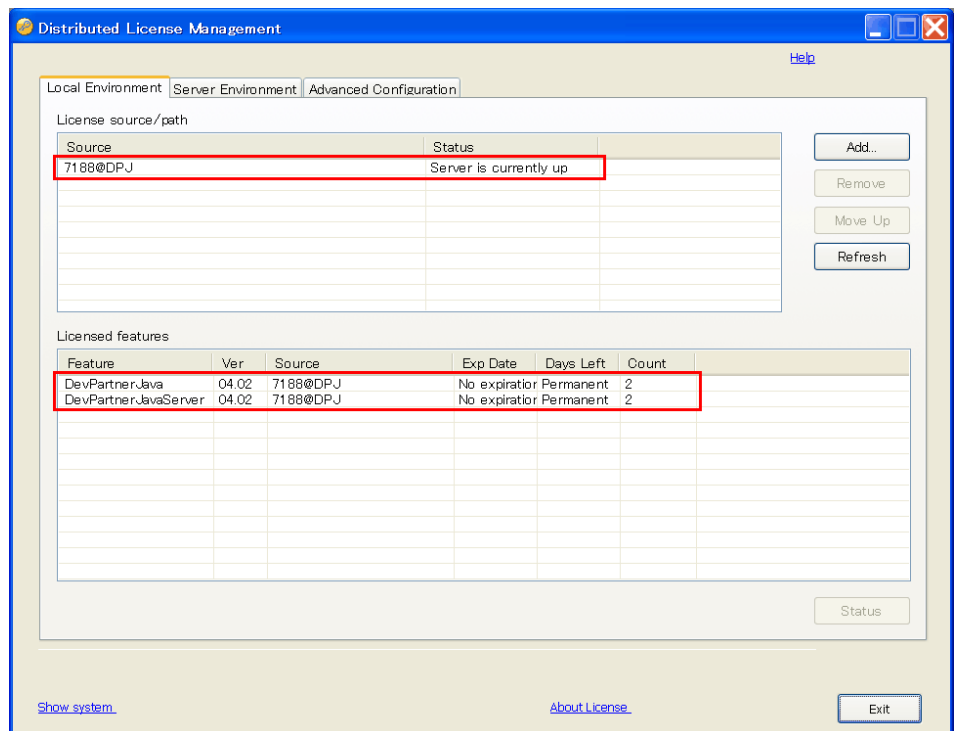 Distributed License Management
Help
Local Environment Server Environment Advanced Configuration
License source/path
Source Status
7188@DPJ Server is currently up
Add...
Remove
Move Up
Refresh
Licensed features
Feature Ver Source Exp Date Days Left Count
DevPartnerJava 04.02 7188@DPJ No expiratior Permanent 2
DevPartnerJavaServer 04.02 7188@DPJ No expiratior Permanent 2
Status
Show system About License Exit